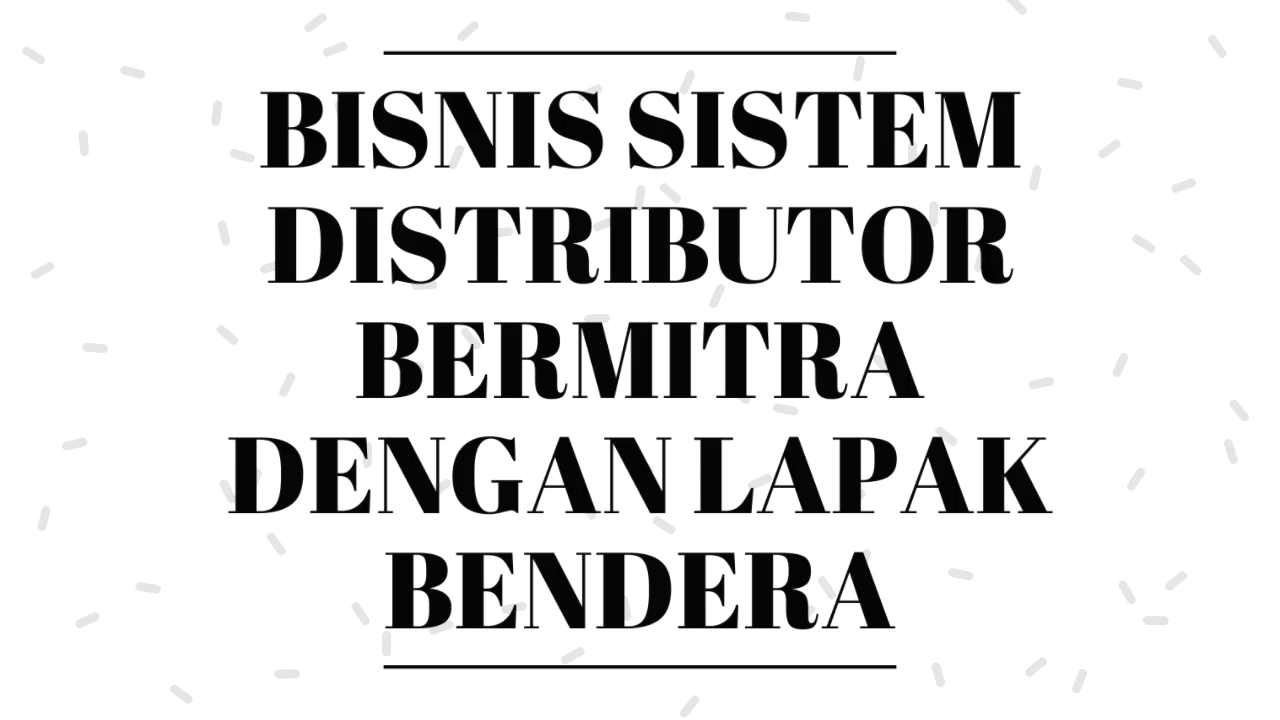 BISNIS SISTEM
DISTRIBUTOR
BERMITRA
DENGAN LAPAK
BENDERA